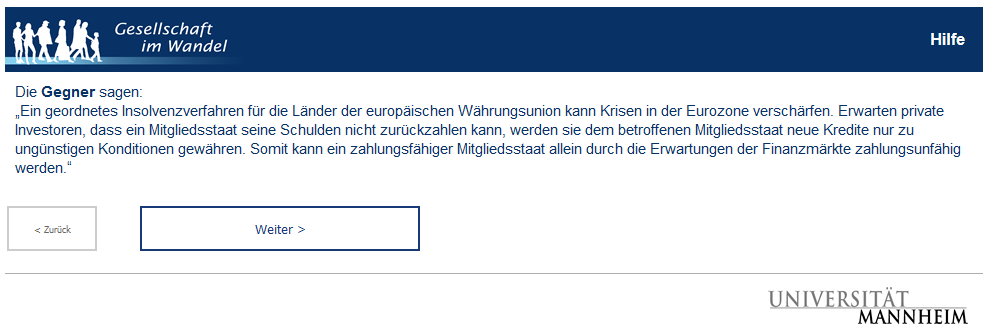 Gesellschaft
im Wandel
Hilfe
Die Gegner sagen:
„Ein geordnetes Insolvenzverfahren für die Länder der europäischen Währungsunion kann Krisen in der Eurozone verschärfen. Erwarten private
Investoren, dass ein Mitgliedsstaat seine Schulden nicht zurückzahlen kann, werden sie dem betroffenen Mitgliedsstaat neue Kredite nur zu
ungünstigen Konditionen gewähren. Somit kann ein zahlungsfähiger Mitgliedsstaat allein durch die Erwartungen der Finanzmärkte zahlungsunfähig
werden.“
< Zurück
Weiter >
UNIVERSITÄT
MANNHEIM